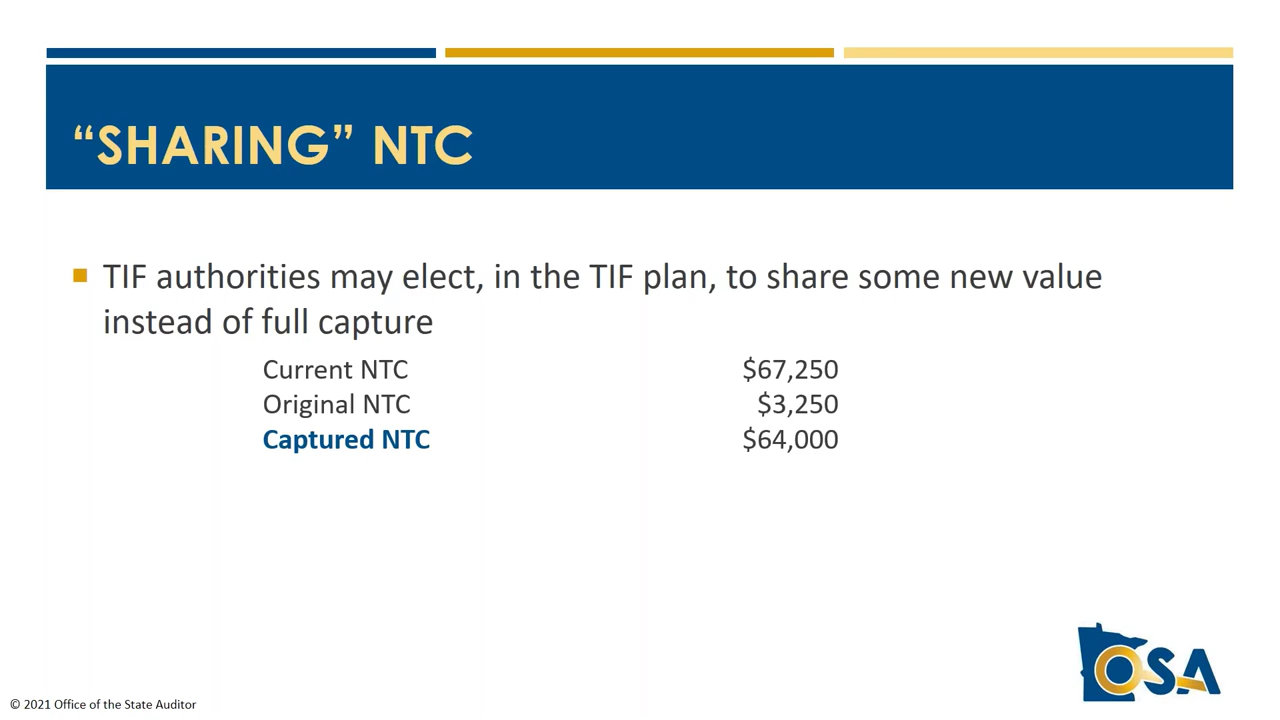 “SHARING” NTC
TIF authorities may elect, in the TIF plan, to share some new value
instead of full capture
Current NTC $67,250
Original NTC $3,250
Captured NTC $64,000
OSA
© 2021 Office of the State Auditor